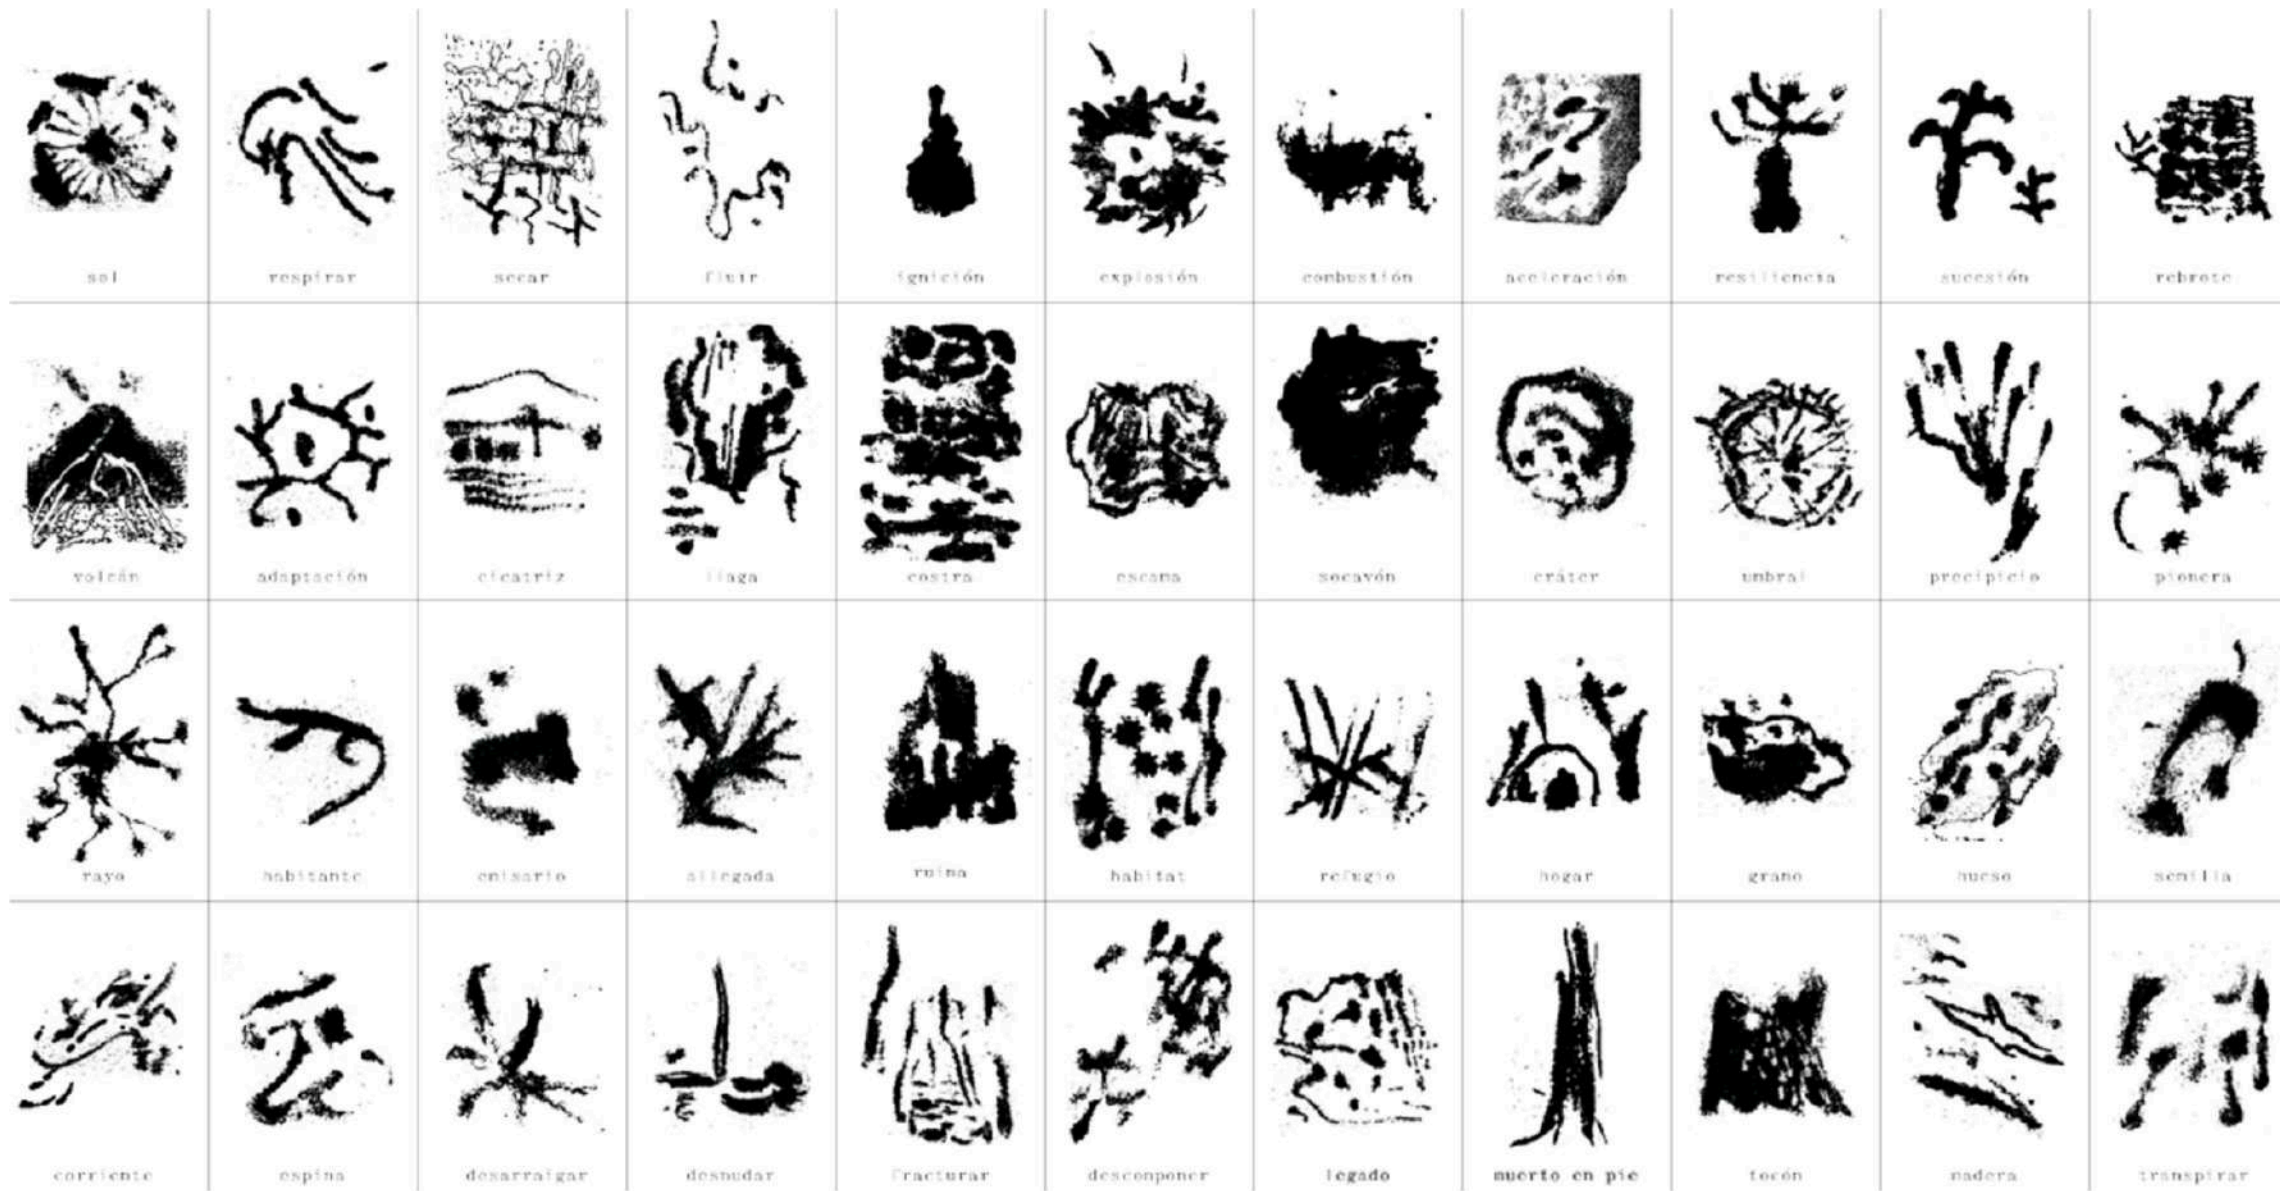 sol respirar secar fluir ignición explosión combustión aceleración resiliencia sucesión rebrote
volcán adaptación cicatriz llaga costra escama socavón cráter umbral precipicio pionera
rayo habitante emisario allegada ruina habitat refugio hogar grano hueso semilla
corriente espina desarraigar desnudar fracturar descomponer legado muerto en pie tocón madera transpirar